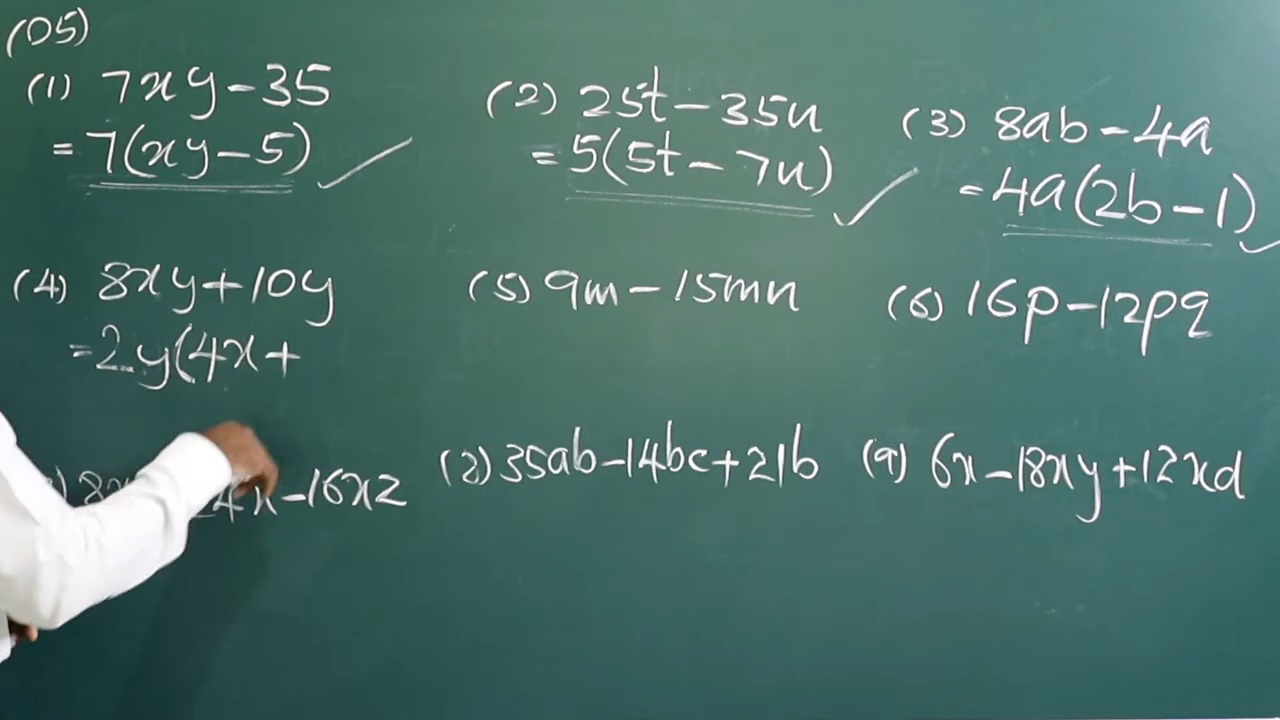 (05)
(1) 7xy-35
= 7(xy-5)
(2) 25t-35u
= 5(5t-7u)
(3) 8ab-4a
= 4a(2b-1)
(4) 8xy+10y
= 2y(4x+
(5) 9m-15mn
(6) 16p-12pq
4x-16xz
(8) 35ab-14bc+21b
(9) 6x-18xy+12xd